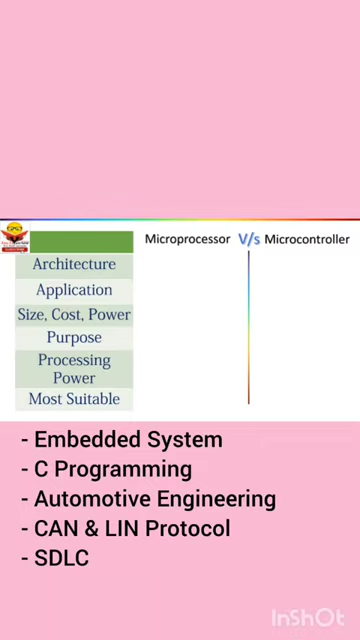 Microprocessor V/s Microcontroller
Architecture
Application
Size, Cost, Power
Purpose
Processing
Power
Most Suitable
- Embedded System
- C Programming
- Automotive Engineering
- CAN & LIN Protocol
- SDLC
InShOt